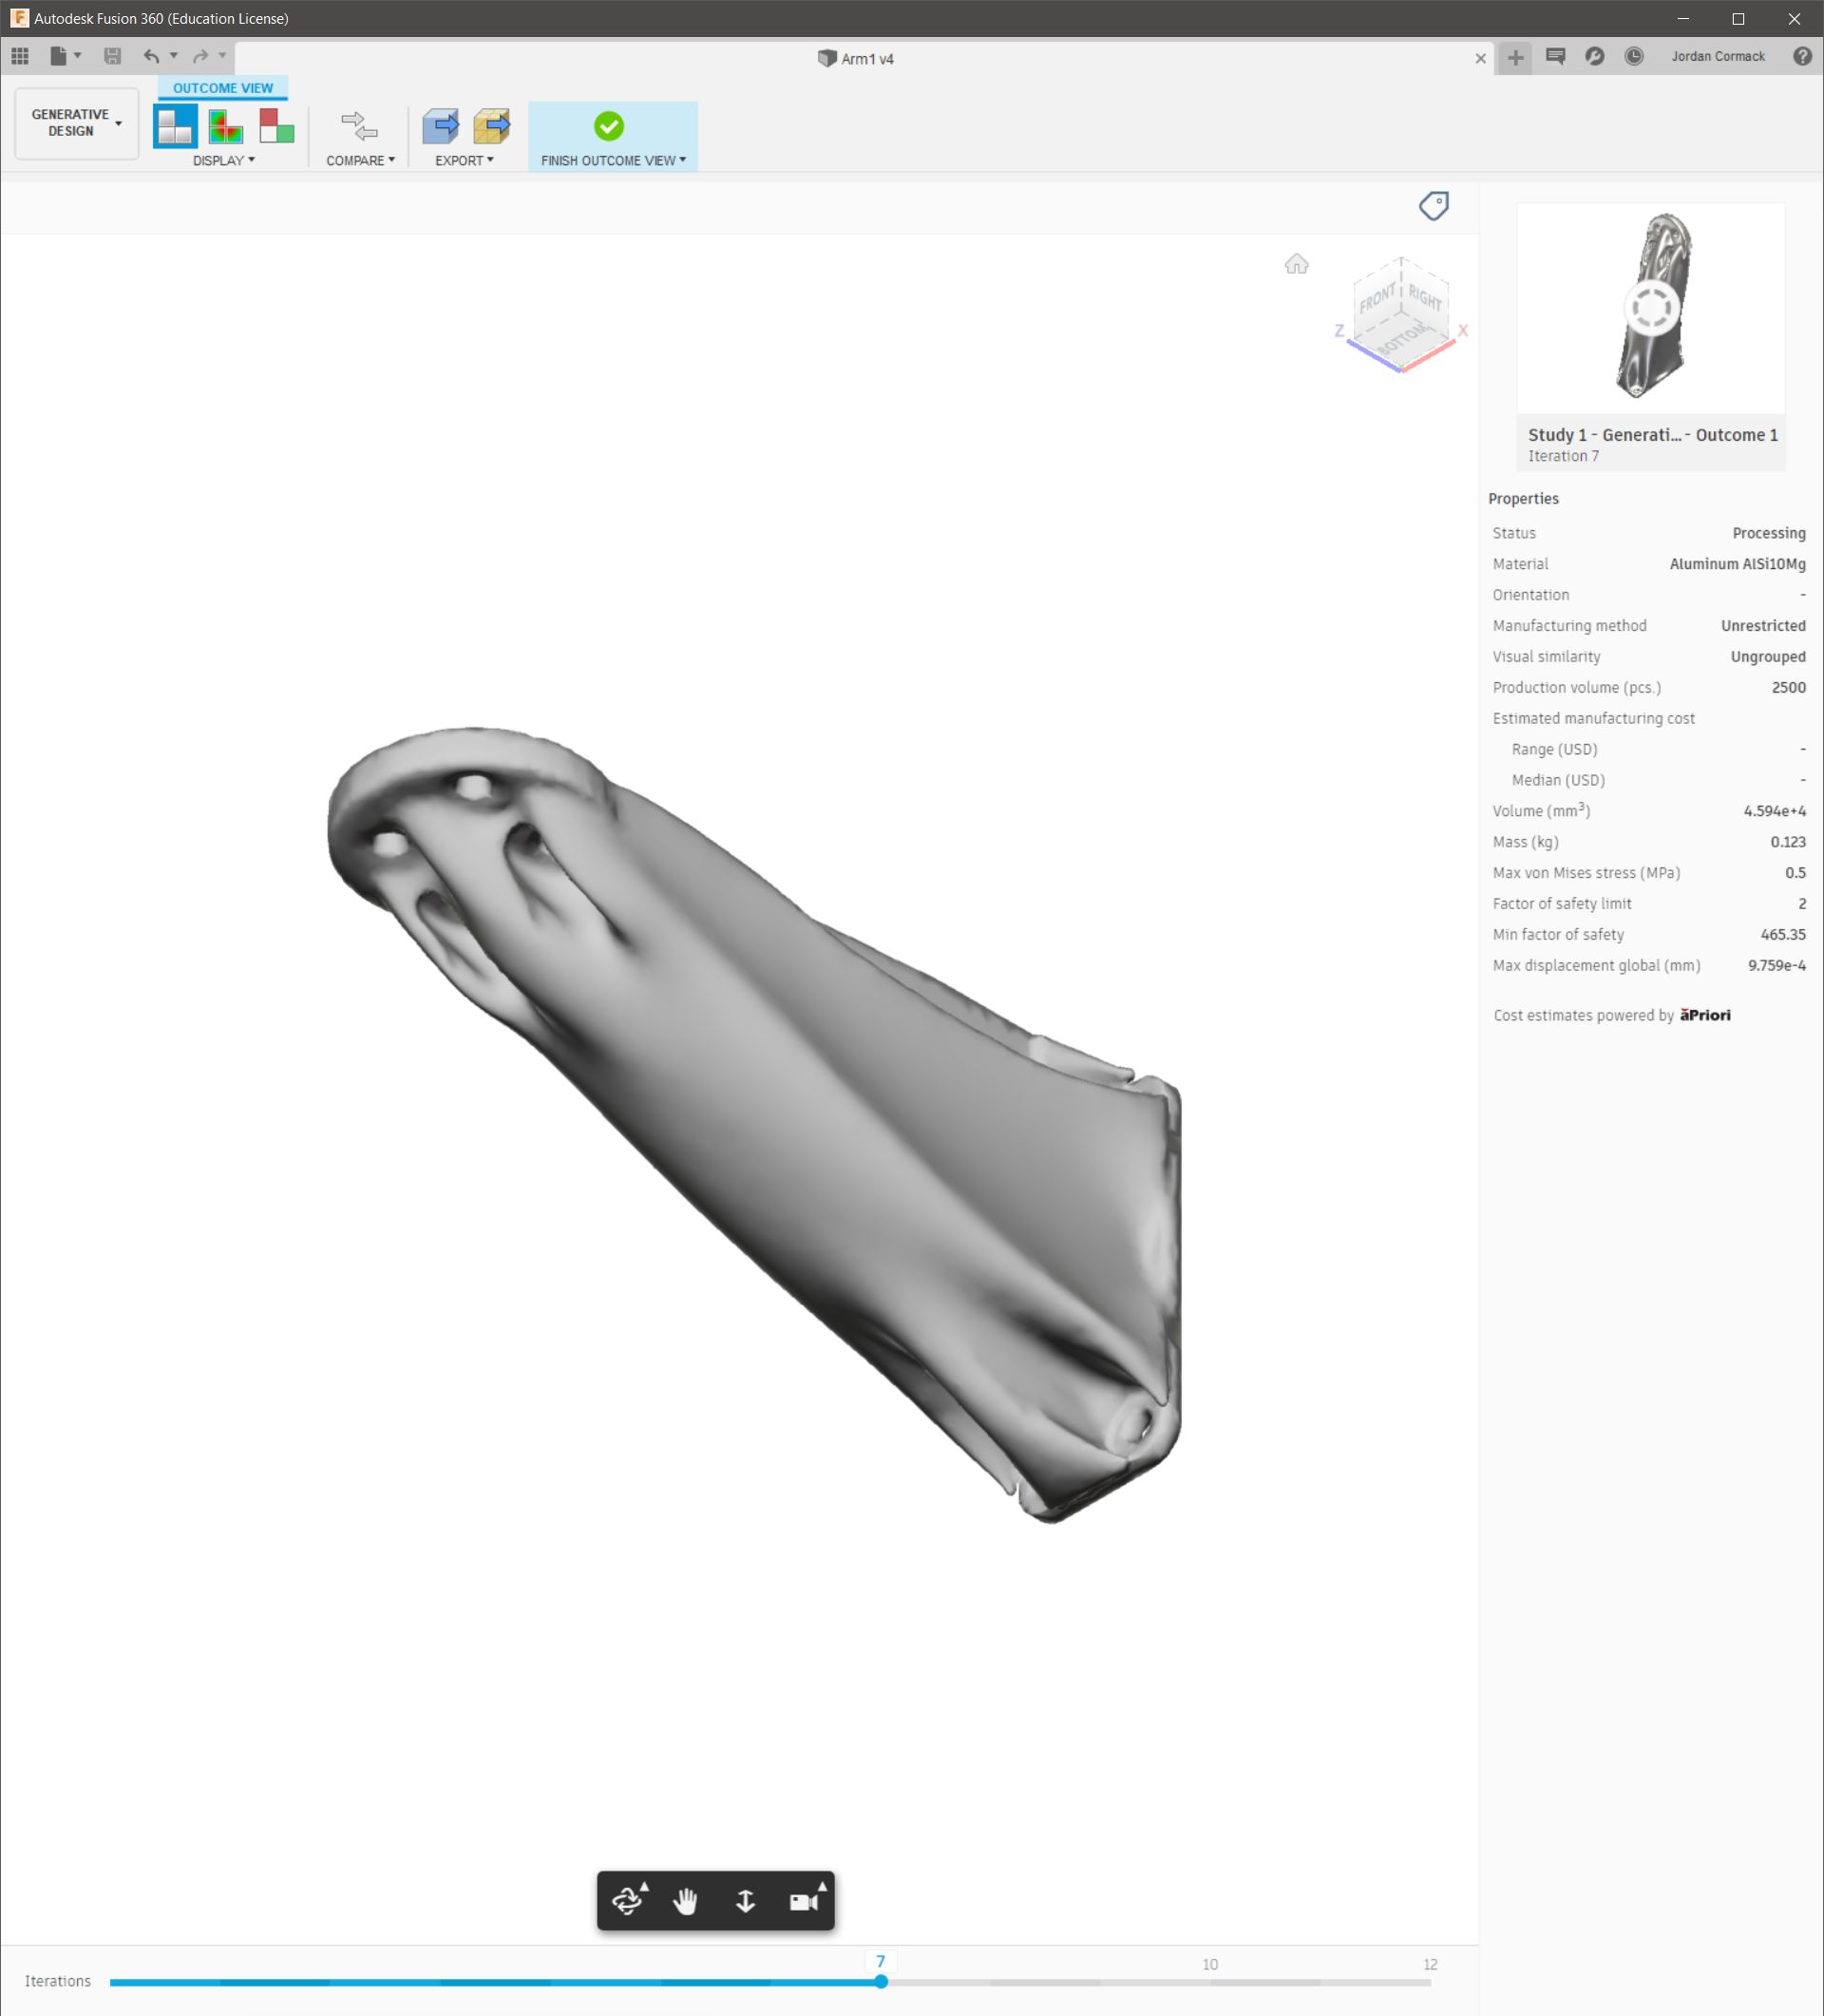 Autodesk Fusion 360 (Education License)
Arm1 v4
Jordan Cormack
OUTCOME VIEW
GENERATIVE
DESIGN
DISPLAY
COMPARE
EXPORT
FINISH OUTCOME VIEW
FRONT
RIGHT
BOTTOM
Z
X
Study 1 - Generati... - Outcome 1
Iteration 7
Properties
Status Processing
Material Aluminum AlSi10Mg
Orientation -
Manufacturing method Unrestricted
Visual similarity Ungrouped
Production volume (pcs.) 2500
Estimated manufacturing cost
Range (USD) -
Median (USD) -
Volume (mm³) 4.594e+4
Mass (kg) 0.123
Max von Mises stress (MPa) 0.5
Factor of safety limit 2
Min factor of safety 465.35
Max displacement global (mm) 9.759e-4
Cost estimates powered by aPriori
7
10
12
Iterations